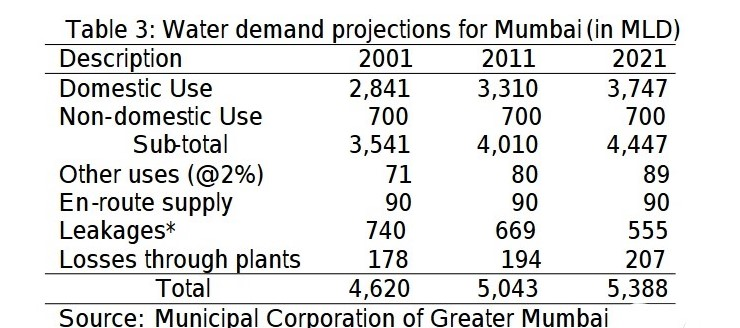 Table 3: Water demand projections for Mumbai (in MLD)
Description 2001 2011 2021
Domestic Use 2,841 3,310 3,747
Non-domestic Use 700 700 700
Sub-total 3,541 4,010 4,447
Other uses (@2%) 71 80 89
En-route supply 90 90 90
Leakages* 740 669 555
Losses through plants 178 194 207
Total 4,620 5,043 5,388
Source: Municipal Corporation of Greater Mumbai